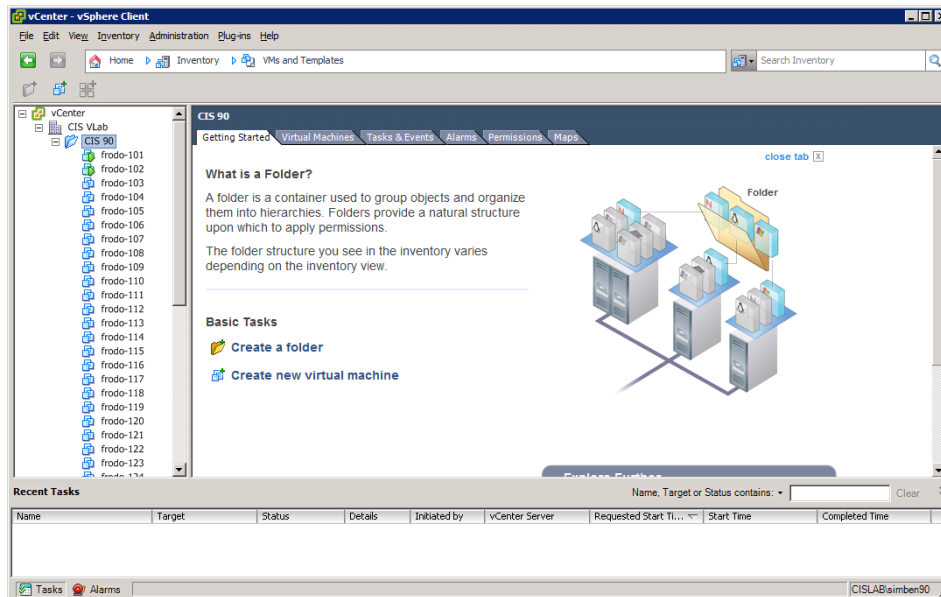 vCenter - vSphere Client
File Edit View Inventory Administration Plug-ins Help
Home Inventory VMs and Templates Search Inventory
vCenter
CIS VLab
CIS 90
frodo-101
frodo-102
frodo-103
frodo-104
frodo-105
frodo-106
frodo-107
frodo-108
frodo-109
frodo-110
frodo-111
frodo-112
frodo-113
frodo-114
frodo-115
frodo-116
frodo-117
frodo-118
frodo-119
frodo-120
frodo-121
frodo-122
frodo-123
frodo-124
CIS 90
Getting Started Virtual Machines Tasks & Events Alarms Permissions Maps
close tab
What is a Folder?
A folder is a container used to group objects and organize
them into hierarchies. Folders provide a natural structure
upon which to apply permissions.
The folder structure you see in the inventory varies
depending on the inventory view.
Basic Tasks
Create a folder
Create new virtual machine
Folder
Explore Further
Recent Tasks Name, Target or Status contains: Clear
Name Target Status Details Initiated by vCenter Server Requested Start Ti... Start Time Completed Time
Tasks Alarms CISLAB\simben90